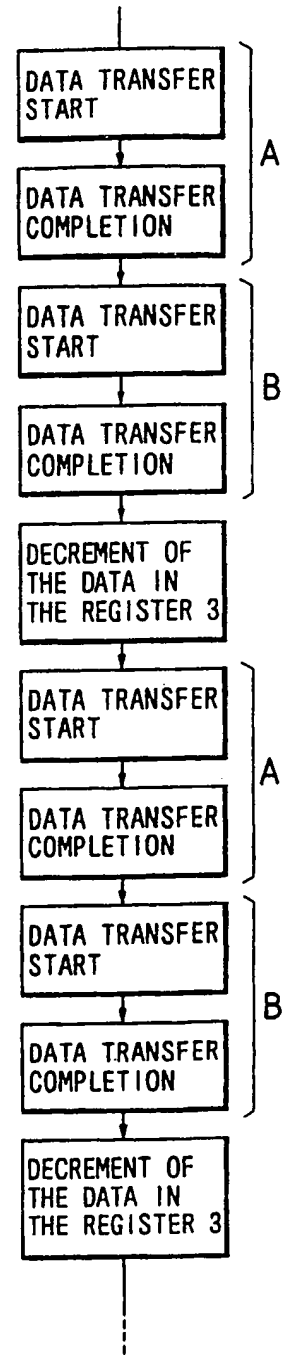 DATA TRANSFER
START
A
DATA TRANSFER
COMPLETION
DATA TRANSFER
START
B
DATA TRANSFER
COMPLETION
DECREMENT OF
THE DATA IN
THE REGISTER 3
DATA TRANSFER
START
A
DATA TRANSFER
COMPLETION
DATA TRANSFER
START
B
DATA TRANSFER
COMPLETION
DECREMENT OF
THE DATA IN
THE REGISTER 3